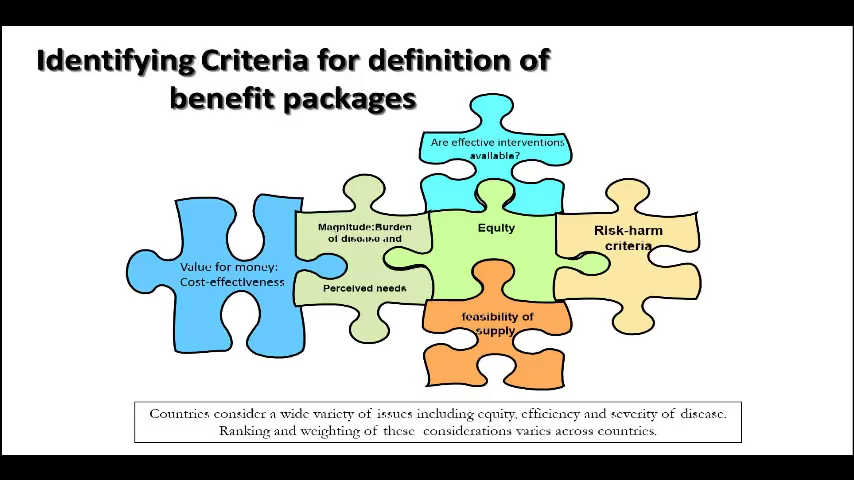 Identifying Criteria for definition of
benefit packages
Are effective interventions
available?
Value for money:
Cost-effectiveness
Magnitude:Burden
of disease and
Perceived needs
Equity
Risk-harm
criteria
feasibility of
supply
Countries consider a wide variety of issues including equity, efficiency and severity of disease.
Ranking and weighting of these considerations varies across countries.